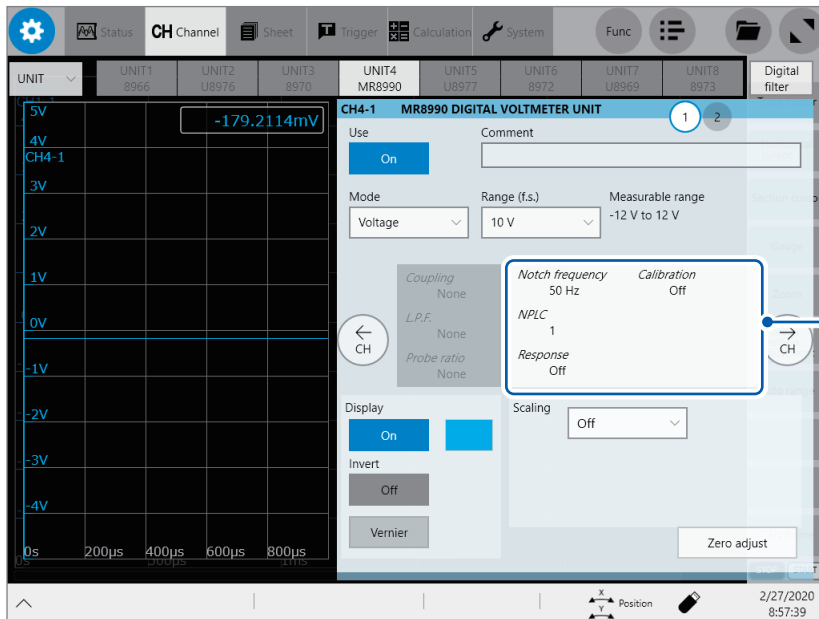 Status CH Channel Sheet Trigger Calculation System Func
UNIT UNIT1 UNIT2 UNIT3 UNIT4 UNIT5 UNIT6 UNIT7 UNIT8 Digital
8966 U8976 8970 MR8990 U8977 8972 U8969 8973 filter
5V
-179.2114mV
4V
CH4-1
3V
2V
1V
0V
-1V
-2V
-3V
-4V
0s 200µs 400µs 600µs 800µs
CH4-1 MR8990 DIGITAL VOLTMETER UNIT 1 2
Use Comment
On
Mode Range (f.s.) Measurable range
Voltage 10 V -12 V to 12 V
Coupling
None
L.P.F.
None
Probe ratio
None
Notch frequency Calibration
50 Hz Off
NPLC
1
Response
Off
← CH
→ CH
Display
On
Invert
Off
Vernier
Scaling Off
Zero adjust
X Y Position
2/27/2020
8:57:39